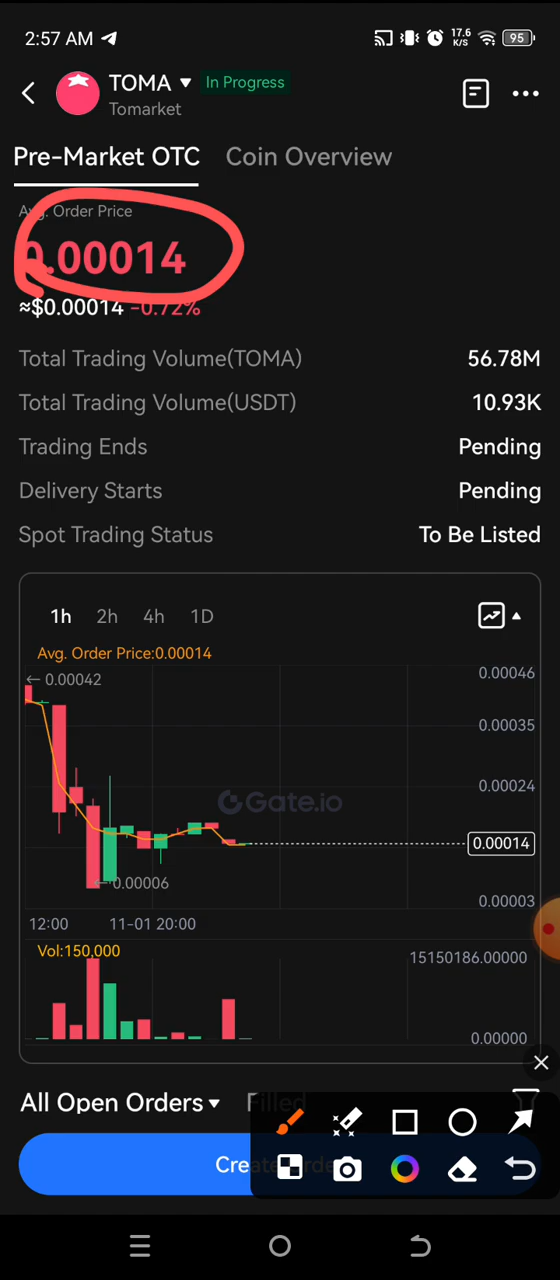 2:57 AM
17.6
K/S
95
TOMA
In Progress
Tomarket
Pre-Market OTC
Coin Overview
Avg. Order Price
0.00014
≈$0.00014 -0.72%
Total Trading Volume(TOMA) 56.78M
Total Trading Volume(USDT) 10.93K
Trading Ends Pending
Delivery Starts Pending
Spot Trading Status To Be Listed
1h 2h 4h 1D
Avg. Order Price:0.00014
0.00046
0.00042
0.00035
0.00024
Gate.io
0.00014
0.00006
0.00003
12:00 11-01 20:00
Vol:150,000
15150186.00000
0.00000
All Open Orders Filled
Create Order